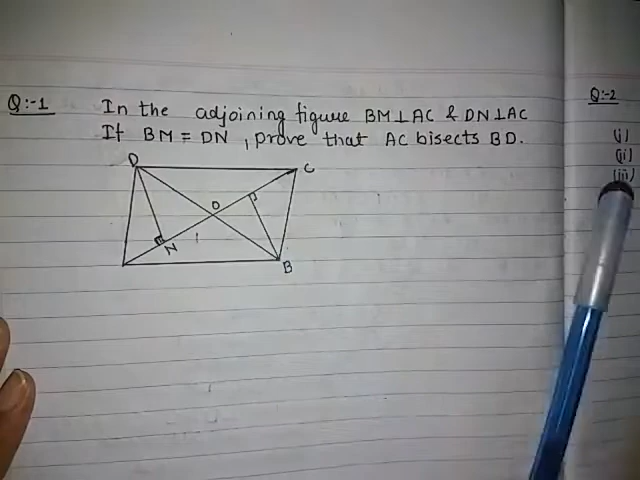 Q:-1 In the adjoining figure BM⊥AC & DN⊥AC
If BM = DN , prove that AC bisects BD.
D
C
O
N
B
Q:-2
(i)
(ii)
(iii)